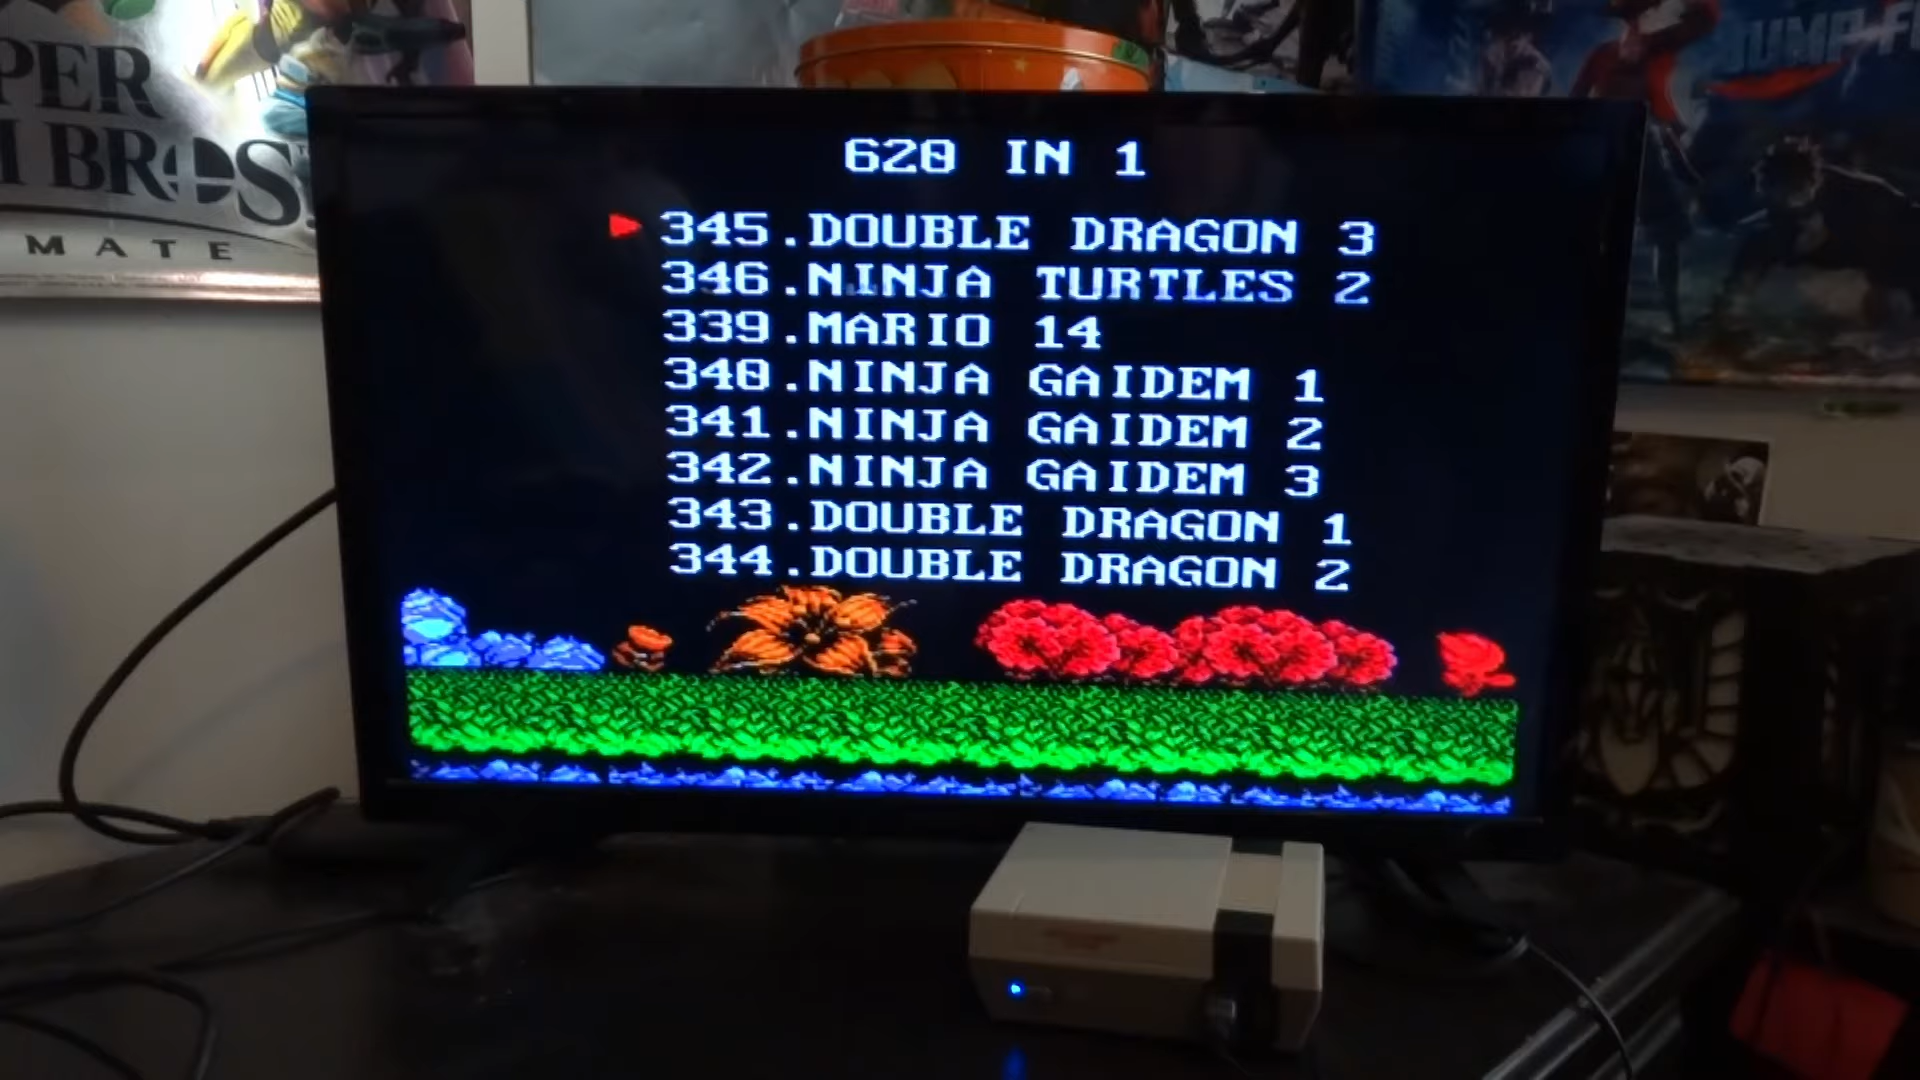 PER
H BROS.
MATE
JUMP F
620 IN 1
345.DOUBLE DRAGON 3
346.NINJA TURTLES 2
339.MARIO 14
340.NINJA GAIDEM 1
341.NINJA GAIDEM 2
342.NINJA GAIDEM 3
343.DOUBLE DRAGON 1
344.DOUBLE DRAGON 2